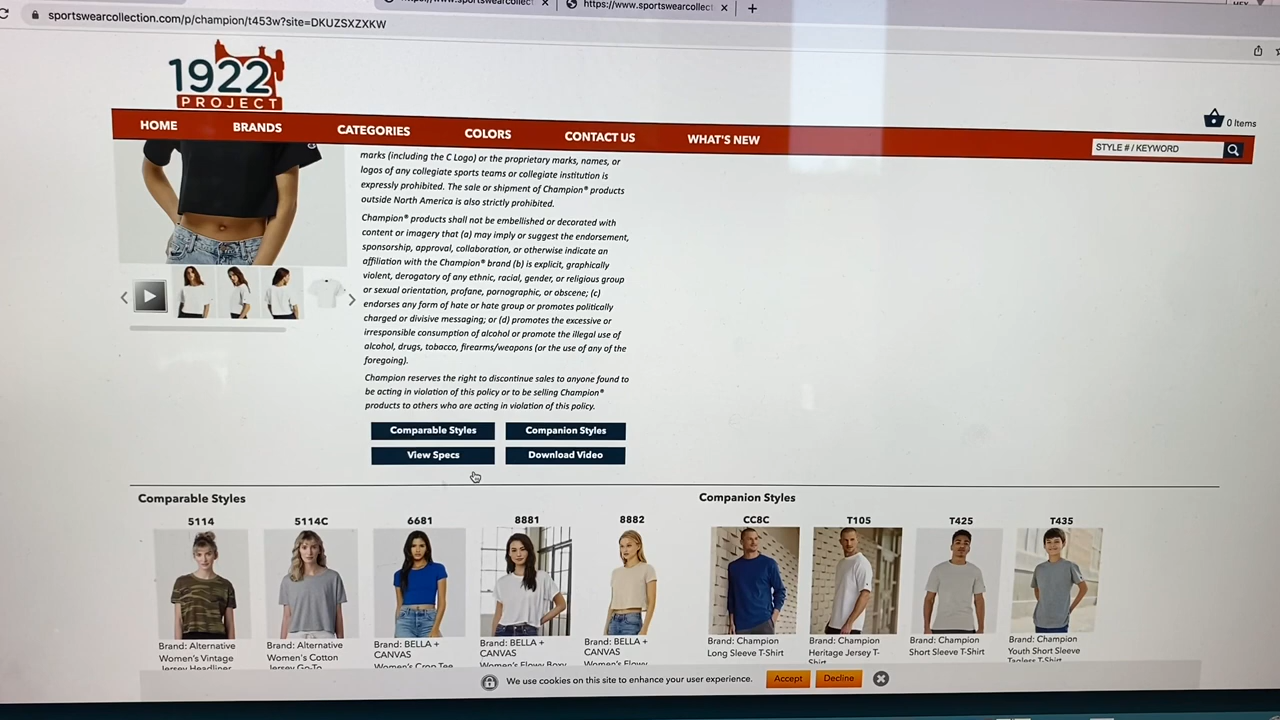 sportswearcollection.com/p/champion/t453w?site=DKUZSXZXKW
https://www.sportswearcollect
1922
PROJECT
0 Items
HOME BRANDS CATEGORIES COLORS CONTACT US WHAT'S NEW
STYLE # / KEYWORD
marks (including the C Logo) or the proprietary marks, names, or
logos of any collegiate sports teams or collegiate institution is
expressly prohibited. The sale or shipment of Champion® products
outside North America is also strictly prohibited.
Champion® products shall not be embellished or decorated with
content or imagery that (a) may imply or suggest the endorsement,
sponsorship, approval, collaboration, or otherwise indicate an
affiliation with the Champion® brand (b) is explicit, graphically
violent, derogatory of any ethnic, racial, gender, or religious group
or sexual orientation, profane, pornographic, or obscene; (c)
endorses any form of hate or hate group or promotes politically
charged or divisive messaging; or (d) promotes the excessive or
irresponsible consumption of alcohol or promote the illegal use of
alcohol, drugs, tobacco, firearms/weapons (or the use of any of the
foregoing).
Champion reserves the right to discontinue sales to anyone found to
be acting in violation of this policy or to be selling Champion®
products to others who are acting in violation of this policy.
Comparable Styles Companion Styles
View Specs Download Video
Comparable Styles
5114 5114C 6681 8881 8882
Brand: Alternative
Women's Vintage
Jersey Headliner
Brand: Alternative
Women's Cotton
Jersey Go-To
Brand: BELLA +
CANVAS
Women's Crop Tee
Brand: BELLA +
CANVAS
Women's Flowy Boxy
Brand: BELLA +
CANVAS
Women's Flowy
Companion Styles
CC8C T105 T425 T435
Brand: Champion
Long Sleeve T-Shirt
Brand: Champion
Heritage Jersey T-
Shirt
Brand: Champion
Short Sleeve T-Shirt
Brand: Champion
Youth Short Sleeve
Tagless T-Shirt
We use cookies on this site to enhance your user experience. Accept Decline